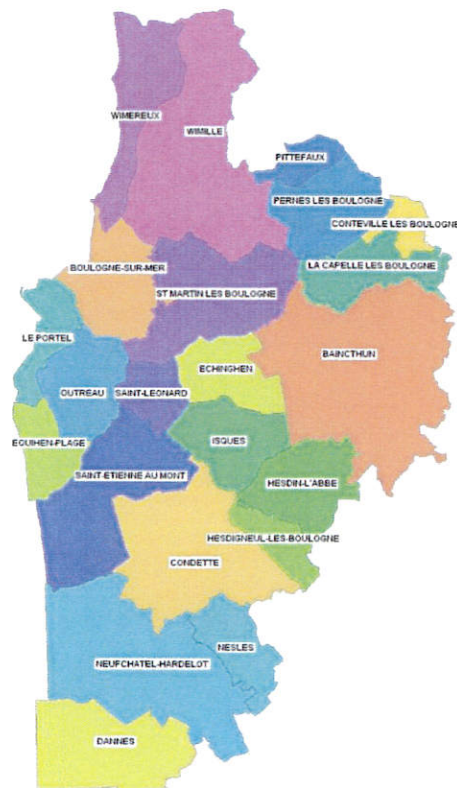 WIMEREUX
WIMILLE
PITTEFAUX
PERNES LES BOULOGNE
CONTEVILLE LES BOULOGNE
BOULOGNE-SUR-MER
LA CAPELLE LES BOULOGNE
ST MARTIN LES BOULOGNE
LE PORTEL
BAINCTHUN
ECHINGHEN
OUTREAU
SAINT-LEONARD
EQUIHEN-PLAGE
ISQUES
SAINT-ETIENNE AU MONT
HESDIN-L'ABBE
HESDIGNEUL-LES-BOULOGNE
CONDETTE
NESLES
NEUFCHATEL-HARDELOT
DANNES